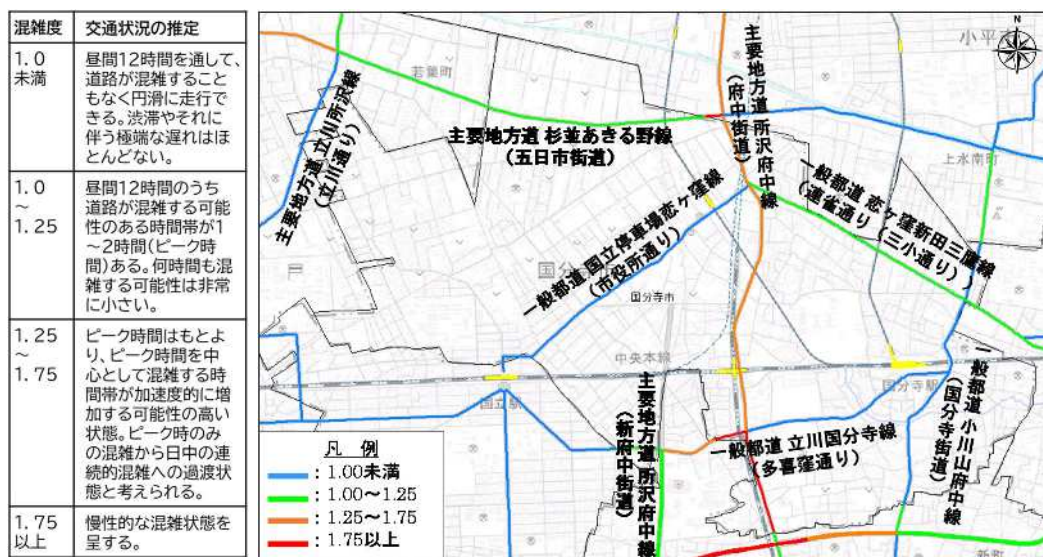 混雑度
交通状況の推定
1.0
未満
昼間12時間を通して、
道路が混雑すること
もなく円滑に走行で
きる。渋滞やそれに
伴う極端な遅れはほ
とんどない。
1.0
～
1.25
昼間12時間のうち
道路が混雑する可能
性のある時間帯が1
～2時間(ピーク時
間)ある。何時間も混
雑する可能性は非常
に小さい。
1.25
～
1.75
ピーク時間はもとよ
り、ピーク時間を中
心として混雑する時
間帯が加速度的に増
加する可能性の高い
状態。ピーク時のみ
の混雑から日中の連
続的混雑への過渡状
態と考えられる。
1.75
以上
慢性的な混雑状態を
呈する。
N
小平
若葉町
主要地方道 立川所沢線
(立川通り)
主要地方道 杉並あきる野線
(五日市街道)
主要地方道 所沢府中線
(府中街道)
上水南町
一般都道 恋ヶ窪新田三鷹線
(連雀通り(三小通り))
一般都道 国立停車場恋ヶ窪線
(市役所通り)
国分寺
国分寺市
中央本線
国立駅
国分寺駅
主要地方道 所沢府中線
(新府中街道)
一般都道 立川国分寺線
(多喜窪通り)
一般都道 小川山府中線
(国分寺街道)
新町
凡 例
：1.00未満
：1.00～1.25
：1.25～1.75
：1.75以上